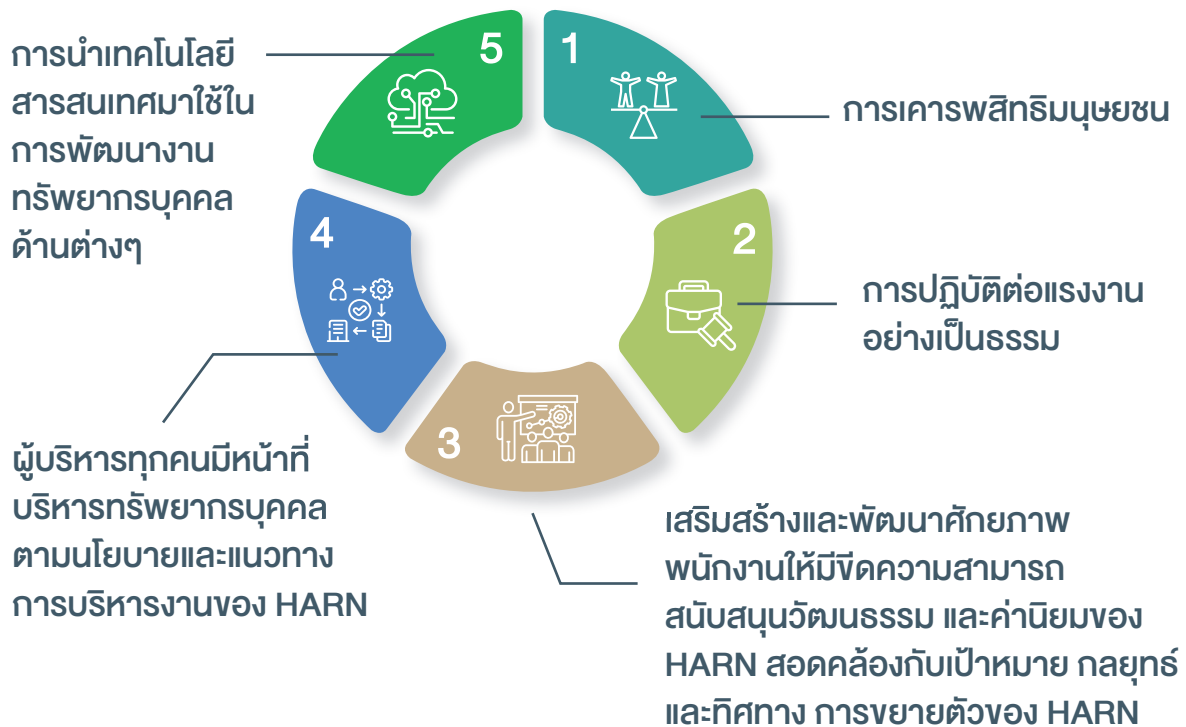 1
การเคารพสิทธิมนุษยชน
2
การปฏิบัติต่อแรงงาน
อย่างเป็นธรรม
3
เสริมสร้างและพัฒนาศักยภาพ
พนักงานให้มีขีดความสามารถ
สนับสนุนวัฒนธรรม และค่านิยมของ
HARN สอดคล้องกับเป้าหมาย กลยุทธ์
และทิศทาง การขยายตัวของ HARN
4
ผู้บริหารทุกคนมีหน้าที่
บริหารทรัพยากรบุคคล
ตามนโยบายและแนวทาง
การบริหารงานของ HARN
5
การนำเทคโนโลยี
สารสนเทศมาใช้ใน
การพัฒนางาน
ทรัพยากรบุคคล
ด้านต่างๆ